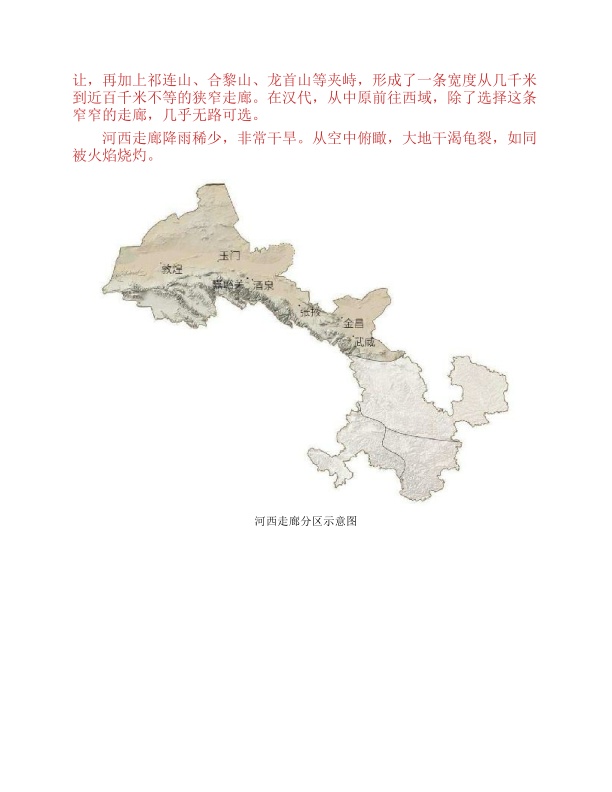 让，再加上祁连山、合黎山、龙首山等夹峙，形成了一条宽度从几千米
到近百千米不等的狭窄走廊。在汉代，从中原前往西域，除了选择这条
窄窄的走廊，几乎无路可选。
河西走廊降雨稀少，非常干旱。从空中俯瞰，大地干渴龟裂，如同
被火焰烧灼。
玉门
敦煌
嘉峪关
酒泉
张掖
金昌
武威
河西走廊分区示意图